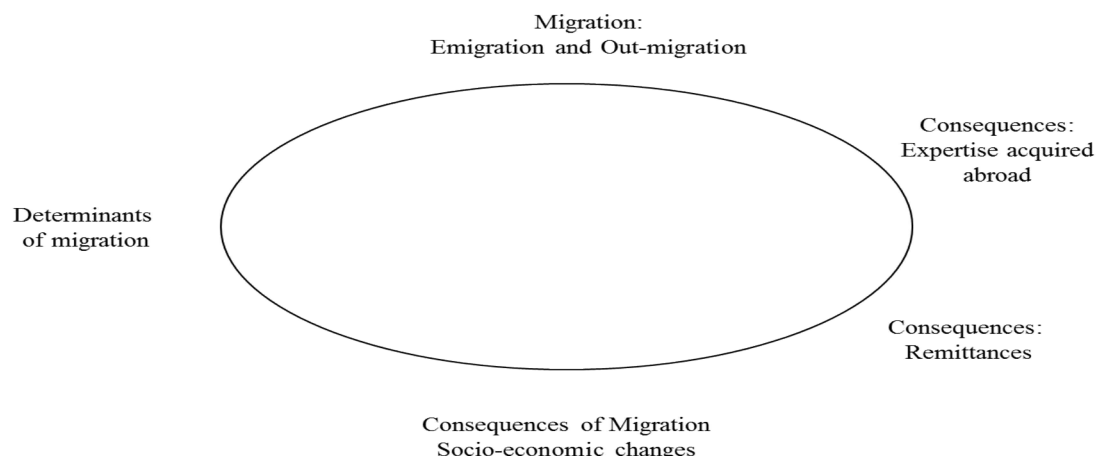 Migration:
Emigration and Out-migration
Consequences:
Expertise acquired
abroad
Determinants
of migration
Consequences:
Remittances
Consequences of Migration
Socio-economic changes